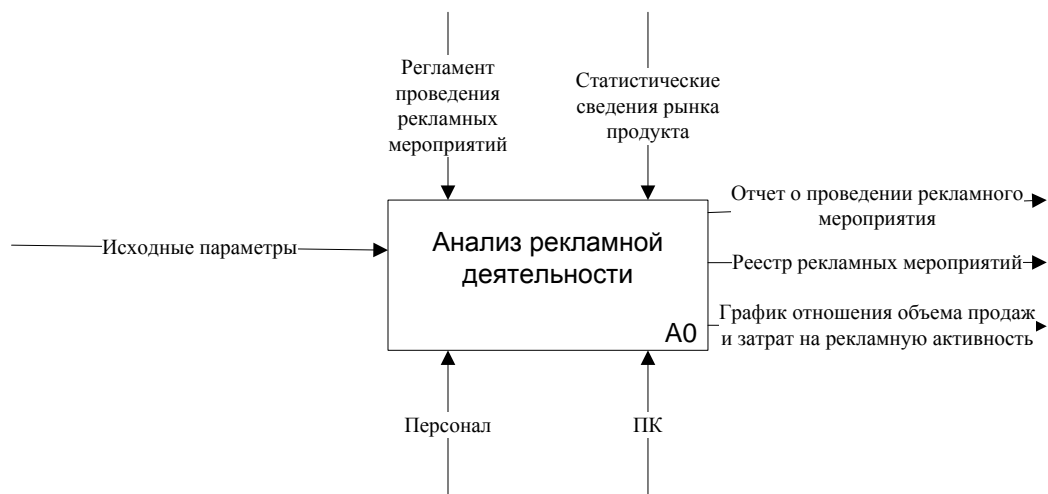 Регламент
проведения
рекламных
мероприятий
Статистические
сведения рынка
продукта
Исходные параметры
Анализ рекламной
деятельности
A0
Отчет о проведении рекламного
мероприятия
Реестр рекламных мероприятий
График отношения объема продаж
и затрат на рекламную активность
Персонал
ПК